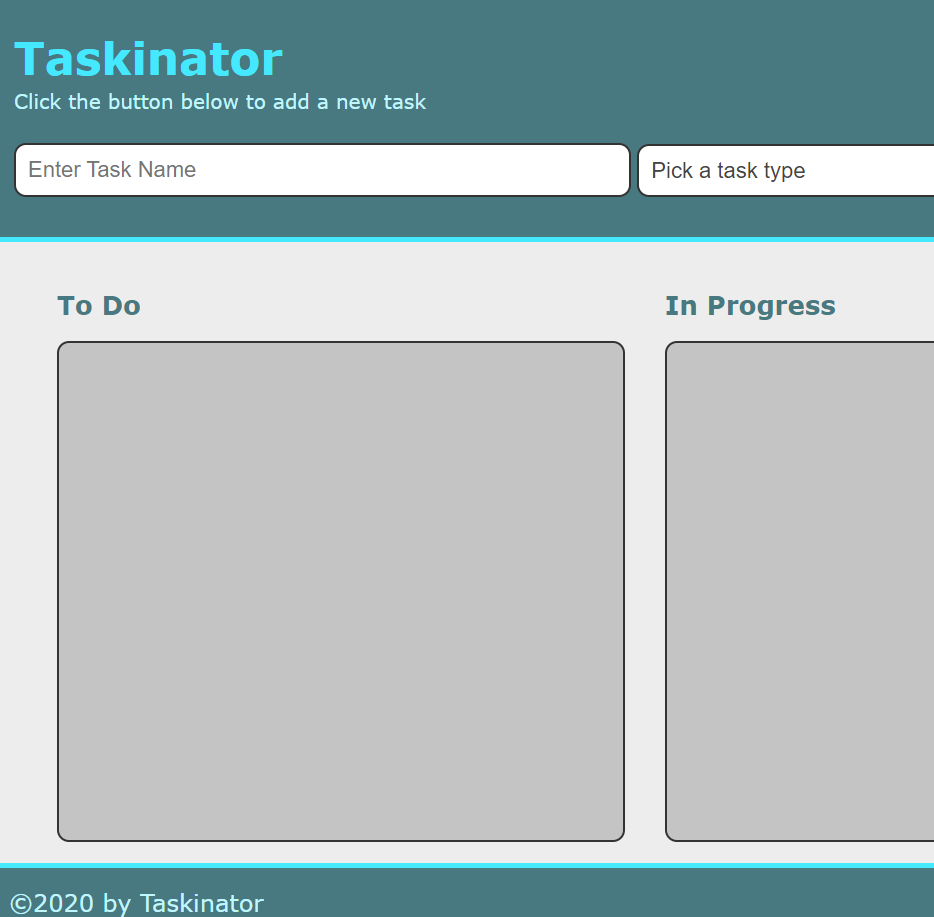 Taskinator
Click the button below to add a new task
Enter Task Name
Pick a task type
To Do
In Progress
©2020 by Taskinator